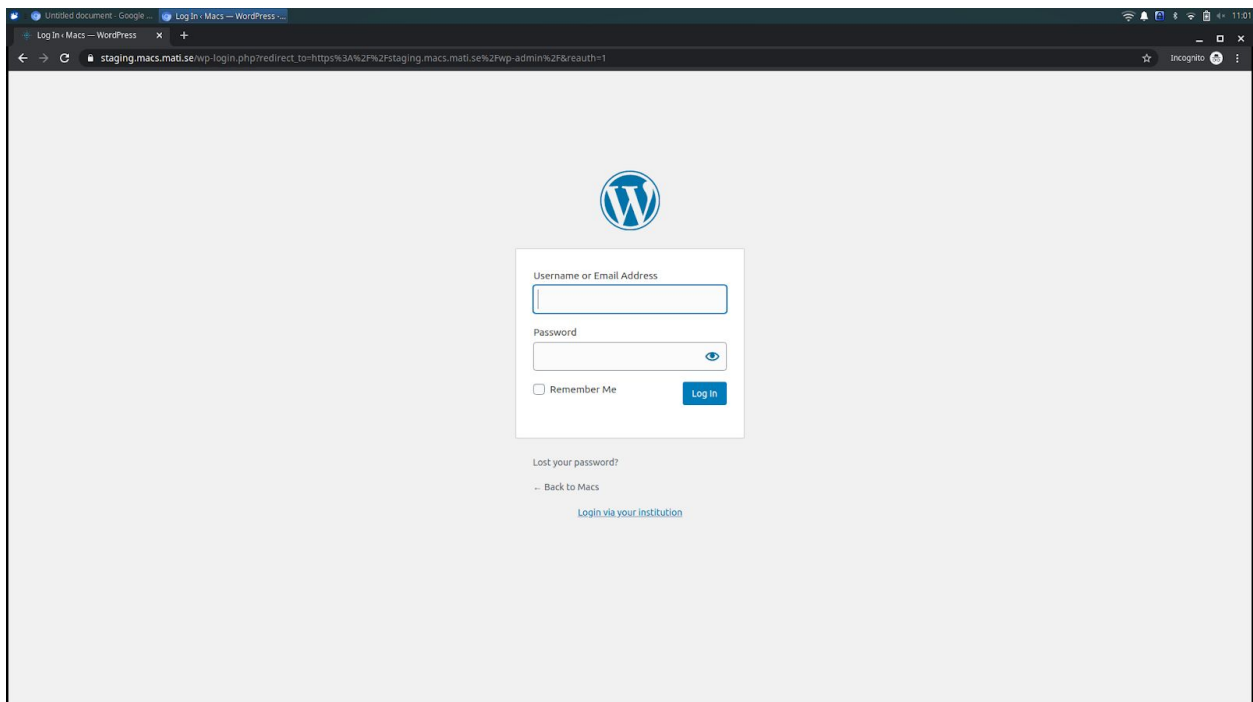 Untitled document - Google ... Log In ‹ Macs — WordPress -...
11:01
Log In ‹ Macs — WordPress
staging.macs.mati.se/wp-login.php?redirect_to=https%3A%2F%2Fstaging.macs.mati.se%2Fwp-admin%2F&reauth=1
Incognito
Username or Email Address
Password
Remember Me
Log In
Lost your password?
← Back to Macs
Login via your institution